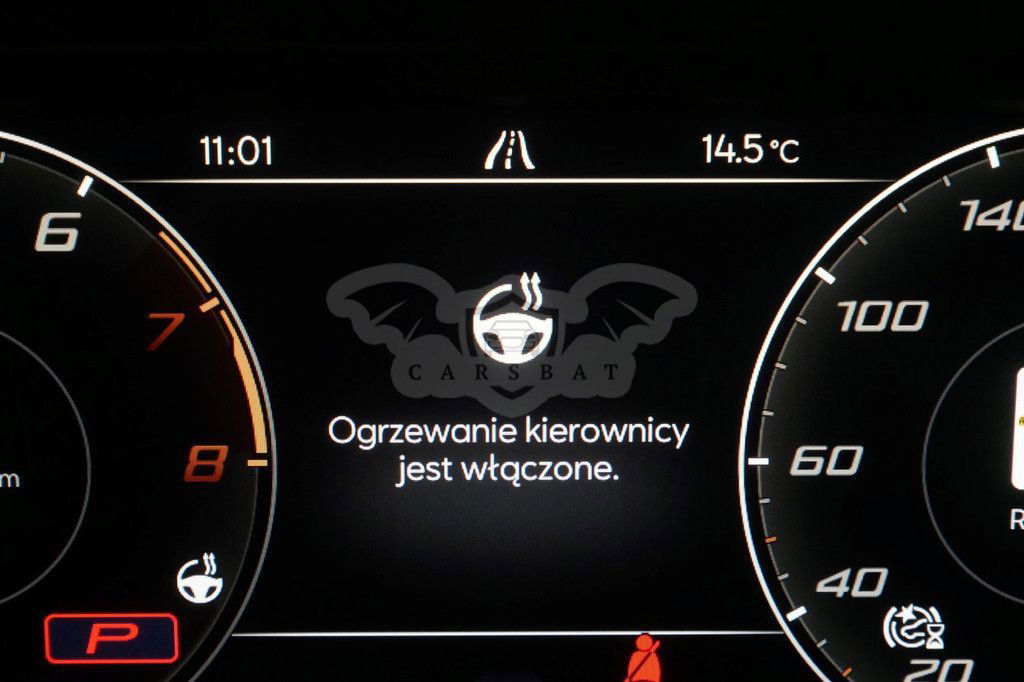 11:01
14.5 °C
6
7
8
m
P
CARSBAT
Ogrzewanie kierownicy
jest włączone.
140
100
60
40
20
R